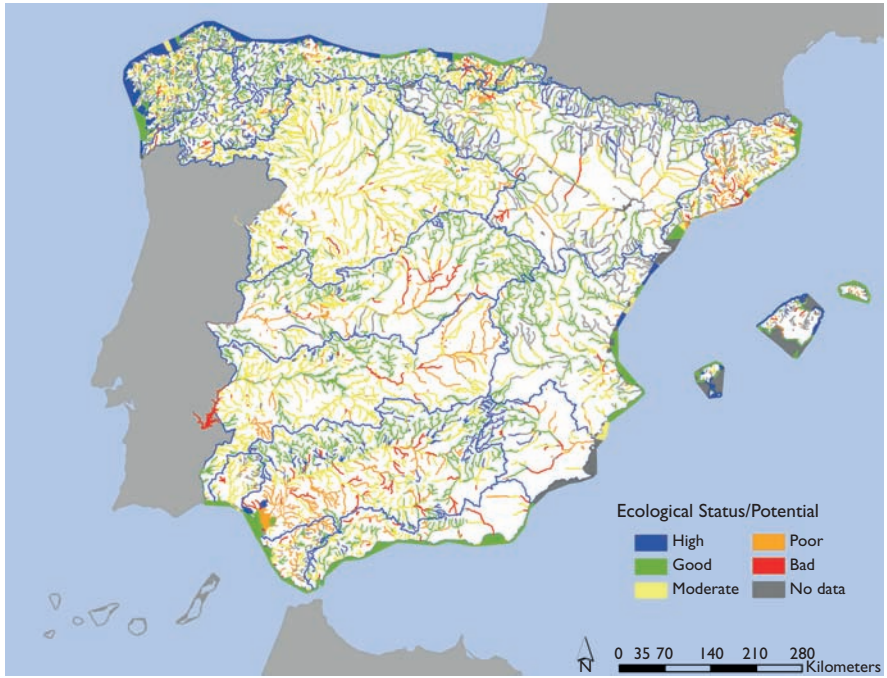 Ecological Status/Potential
High
Poor
Good
Bad
Moderate
No data
N
0 35 70 140 210 280
Kilometers